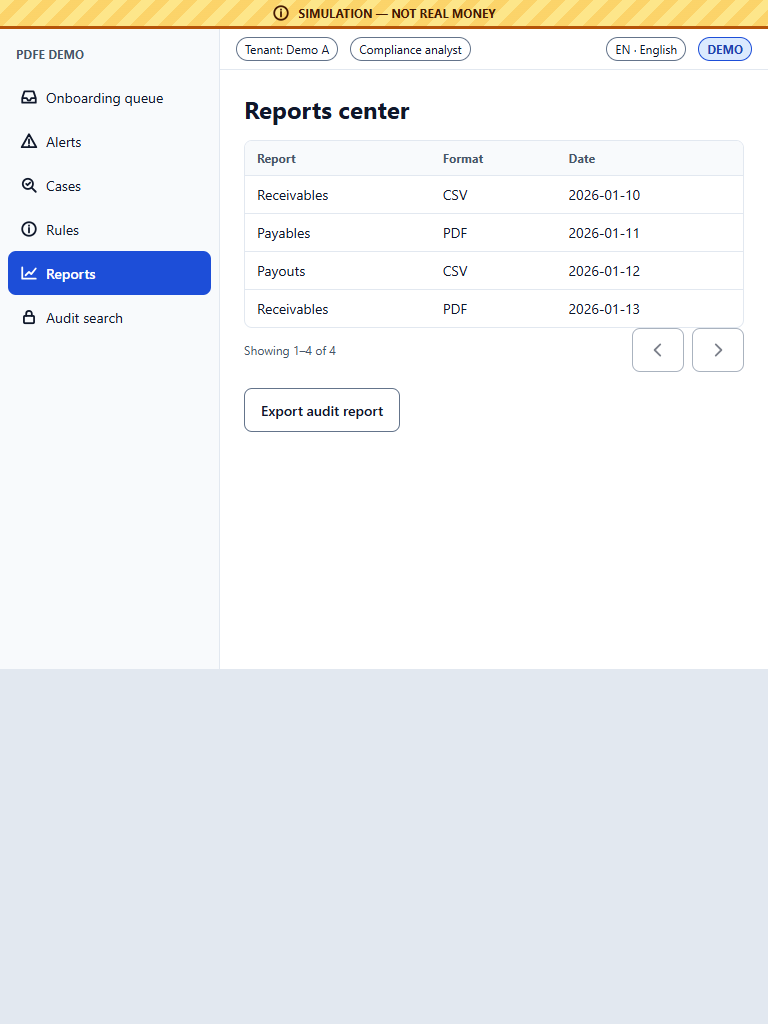 SIMULATION — NOT REAL MONEY
PDFE DEMO
Tenant: Demo A
Compliance analyst
EN · English
DEMO
Onboarding queue
Alerts
Cases
Rules
Reports
Audit search
Reports center
Report Format Date
Receivables CSV 2026-01-10
Payables PDF 2026-01-11
Payouts CSV 2026-01-12
Receivables PDF 2026-01-13
Showing 1–4 of 4
Export audit report